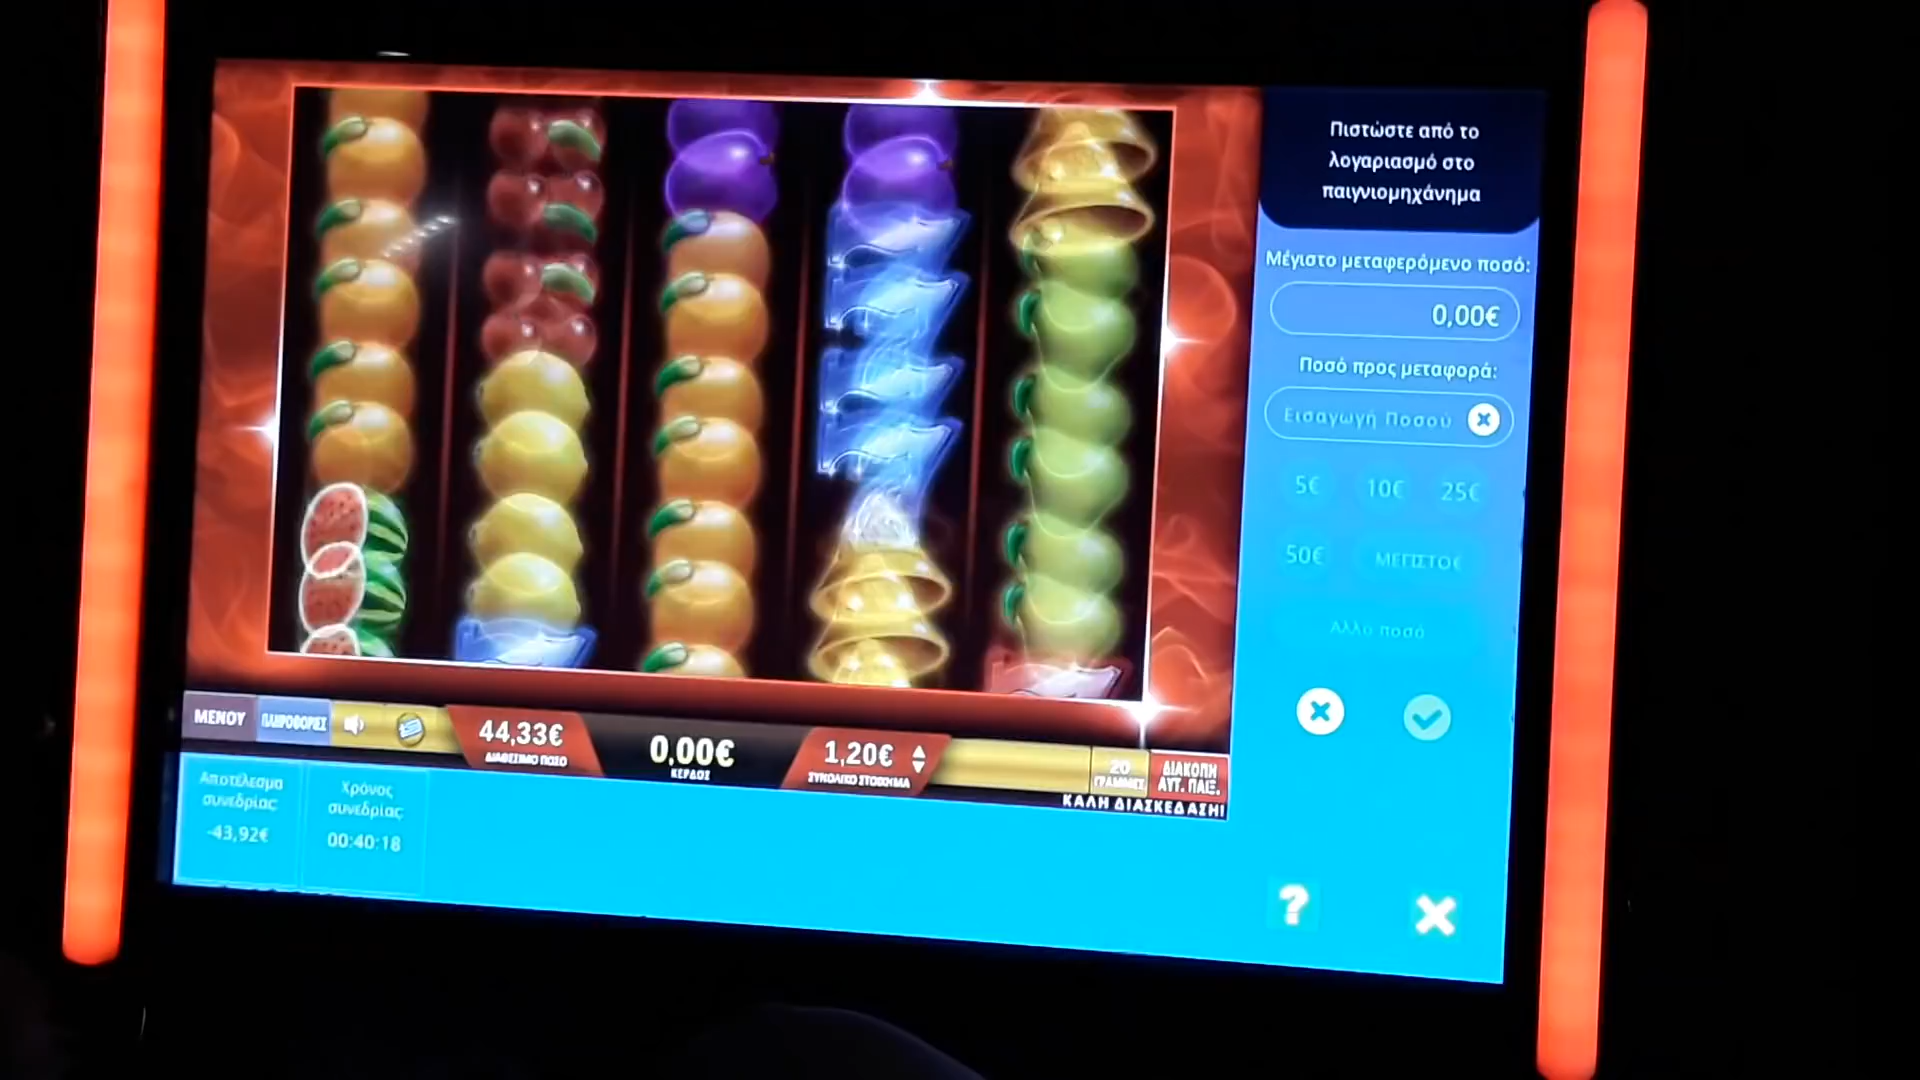 Πιστώστε από το
λογαριασμό στο
παιγνιομηχάνημα
Μέγιστο μεταφερόμενο ποσό:
0,00€
Ποσό προς μεταφορά:
Εισαγωγή Ποσού
5€ 10€ 25€
50€ ΜΕΓΙΣΤΟ€
Άλλο ποσό
ΜΕΝΟΥ
ΠΛΗΡΟΦΟΡΙΕΣ
44,33€
ΔΙΑΘΕΣΙΜΟ ΠΟΣΟ
0,00€
ΚΕΡΔΟΣ
1,20€
ΣΥΝΟΛΙΚΟ ΣΤΟΙΧΗΜΑ
20
ΓΡΑΜΜΕΣ
ΔΙΑΚΟΠΗ
ΑΥΤ. ΠΑΙΞ.
ΚΑΛΗ ΔΙΑΣΚΕΔΑΣΗ!
Αποτέλεσμα
συνεδρίας
-43,92€
Χρόνος
συνεδρίας
00:40:18
?